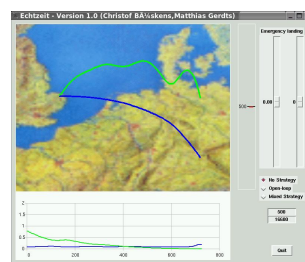 Echtzeit - Version 1.0 (Christof BÃ¼skens,Matthias Gerdts)
Emergency landing
500
0.00
0
No Strategy
Open-loop
Mixed Strategy
500
Quit
2
1.5
1
0.5
0
0
200
400
600
800